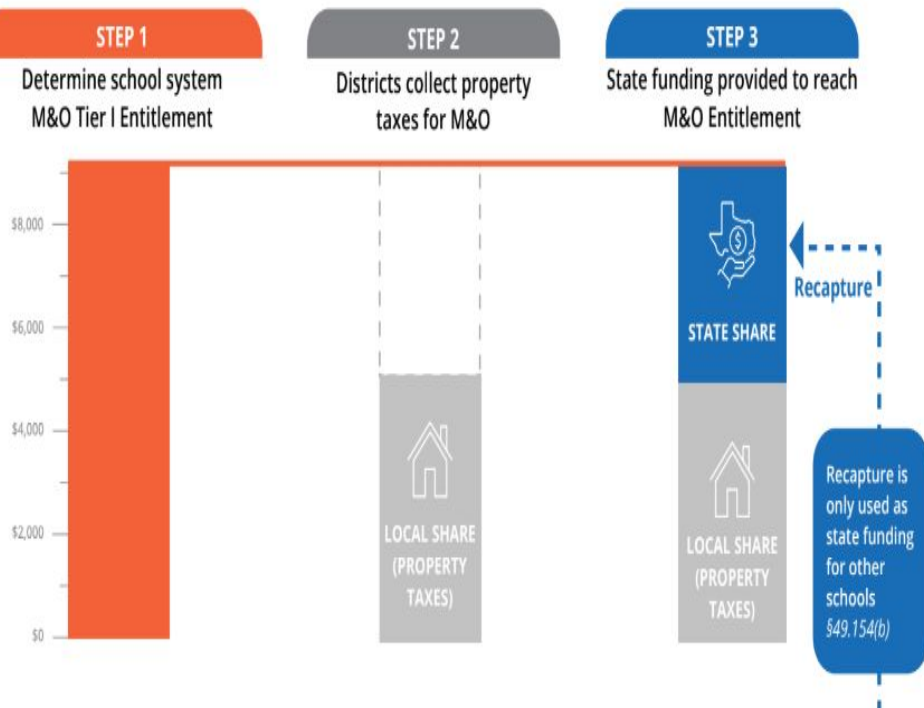 STEP 1
Determine school system
M&O Tier I Entitlement
STEP 2
Districts collect property
taxes for M&O
STEP 3
State funding provided to reach
M&O Entitlement
$8,000
$6,000
$4,000
$2,000
$0
LOCAL SHARE
(PROPERTY
TAXES)
$
STATE SHARE
LOCAL SHARE
(PROPERTY
TAXES)
Recapture
Recapture is
only used as
state funding
for other
schools
§49.154(b)